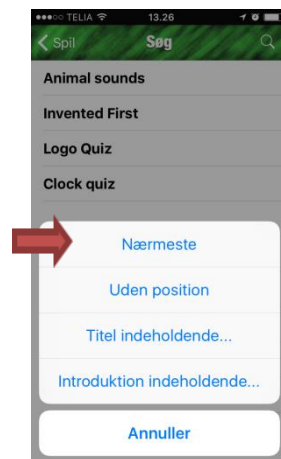 TELIA 13.26
Spil Søg
Animal sounds
Invented First
Logo Quiz
Clock quiz
Nærmeste
Uden position
Titel indeholdende...
Introduktion indeholdende...
Annuller